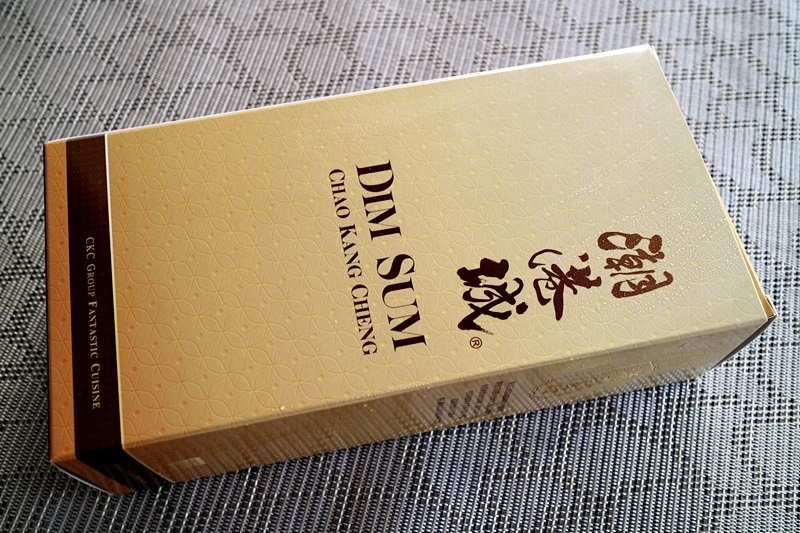 潮港城®
DIM SUM
CHAO KANG CHENG
CKC GROUP FANTASTIC CUISINE